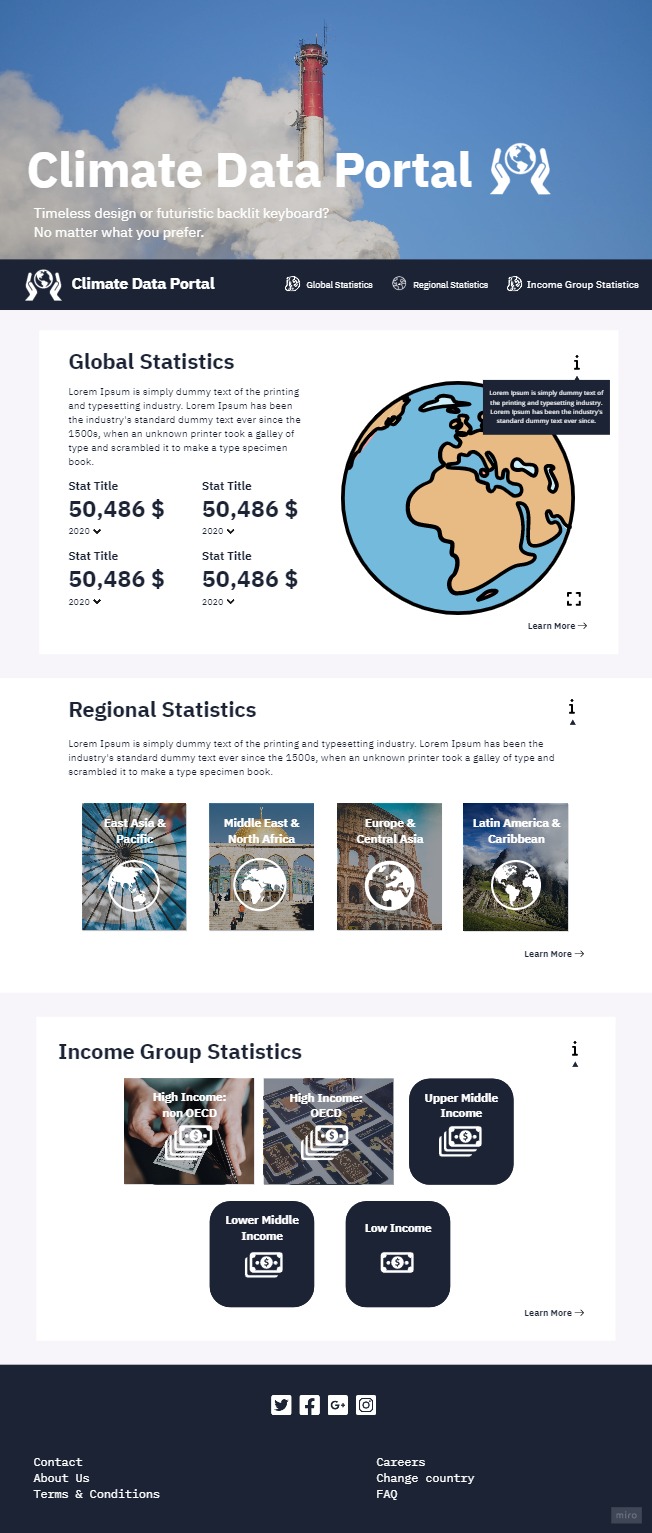 Climate Data Portal
Timeless design or futuristic backlit keyboard?
No matter what you prefer.
Climate Data Portal
Global Statistics
Regional Statistics
Income Group Statistics
Global Statistics
i
Lorem Ipsum is simply dummy text of the printing
and typesetting industry. Lorem Ipsum has been
the industry's standard dummy text ever since the
1500s, when an unknown printer took a galley of
type and scrambled it to make a type specimen
book.
Lorem Ipsum is simply dummy text of
the printing and typesetting industry.
Lorem Ipsum has been the industry's
standard dummy text ever since.
Stat Title
50,486 $
2020
Stat Title
50,486 $
2020
Stat Title
50,486 $
2020
Stat Title
50,486 $
2020
Learn More →
Regional Statistics
i
Lorem Ipsum is simply dummy text of the printing and typesetting industry. Lorem Ipsum has been the
industry's standard dummy text ever since the 1500s, when an unknown printer took a galley of type and
scrambled it to make a type specimen book.
East Asia &
Pacific
Middle East &
North Africa
Europe &
Central Asia
Latin America &
Caribbean
Learn More →
Income Group Statistics
i
High Income:
non OECD
High Income:
OECD
Upper Middle
Income
Lower Middle
Income
Low Income
Learn More →
Contact
About Us
Terms & Conditions
Careers
Change country
FAQ
miro